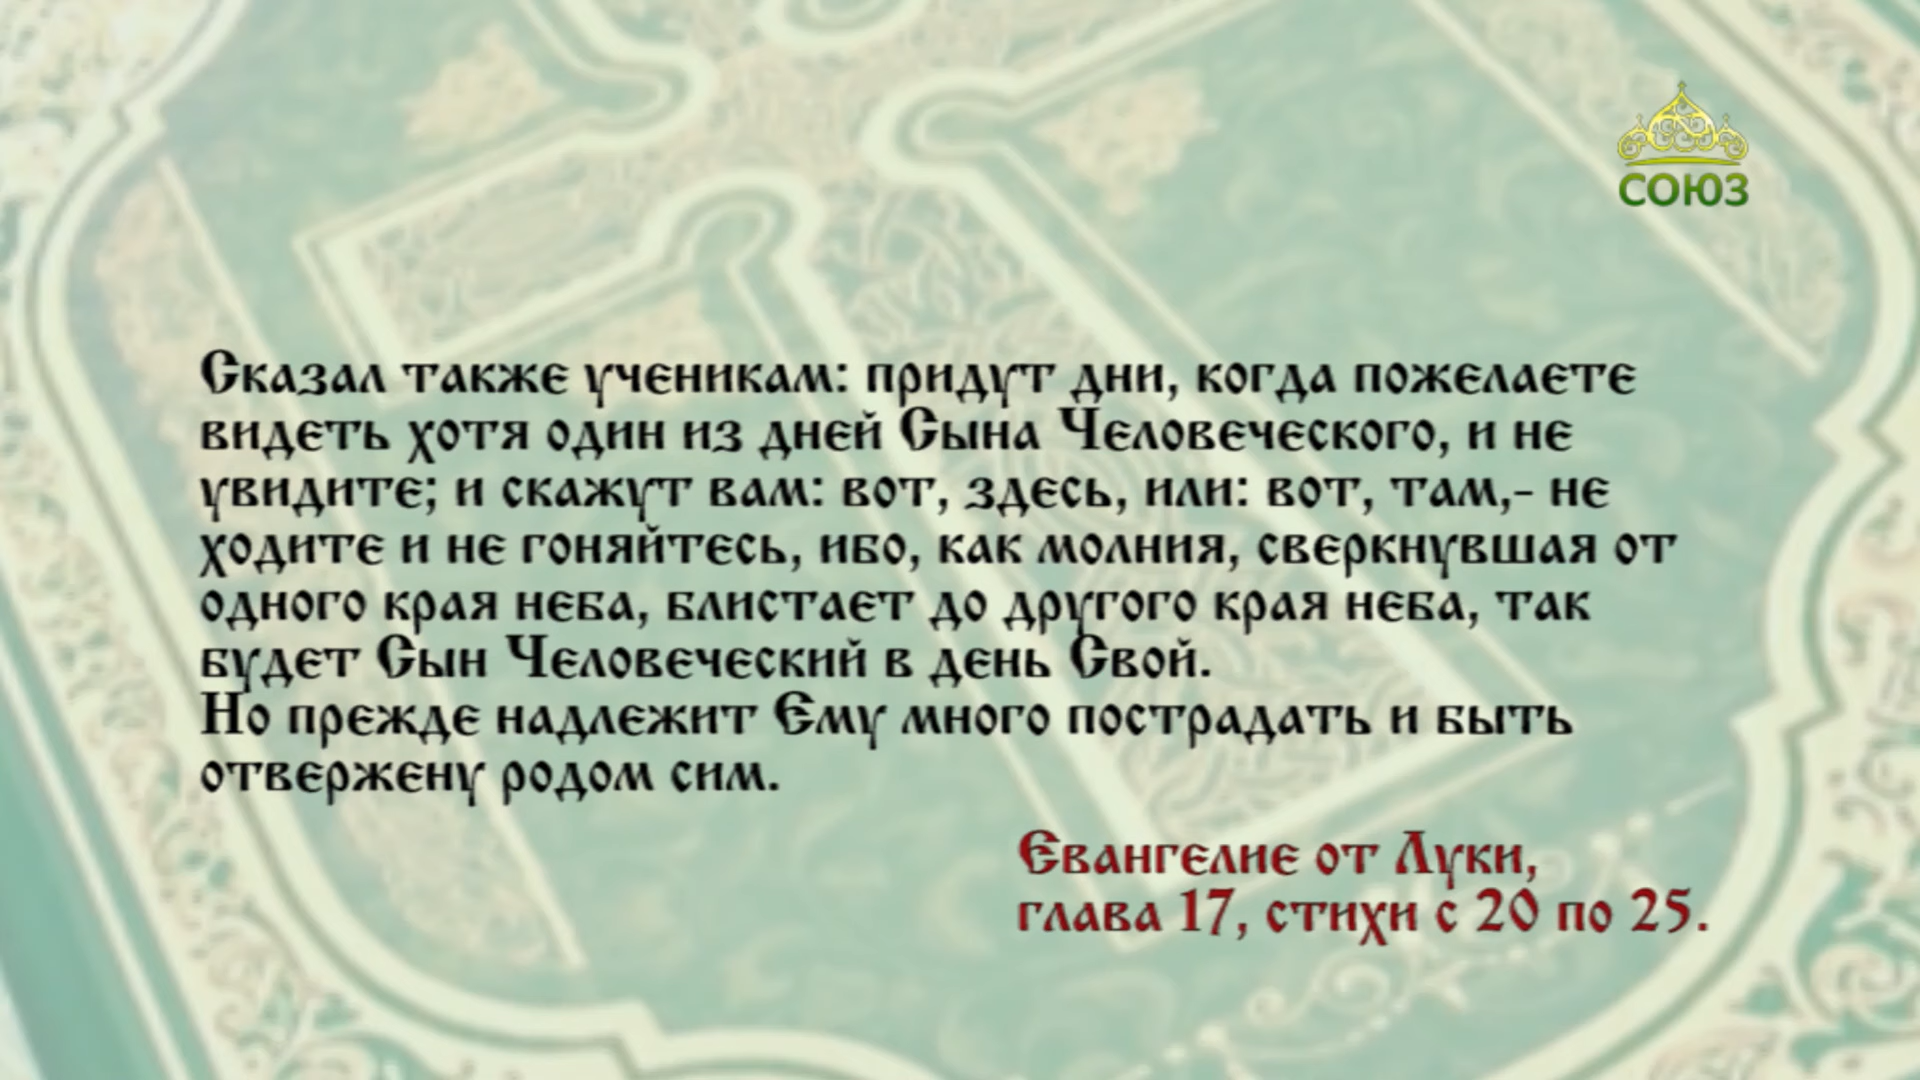 СОЮЗ
Сказал также ученикам: придут дни, когда пожелаете
видеть хотя один из дней Сына Человеческого, и не
увидите; и скажут вам: вот, здесь, или: вот, там,- не
ходите и не гоняйтесь, ибо, как молния, сверкнувшая от
одного края неба, блистает до другого края неба, так
будет Сын Человеческий в день Свой.
Но прежде надлежит Ему много пострадать и быть
отвержену родом сим.
Евангелие от Луки,
глава 17, стихи с 20 по 25.